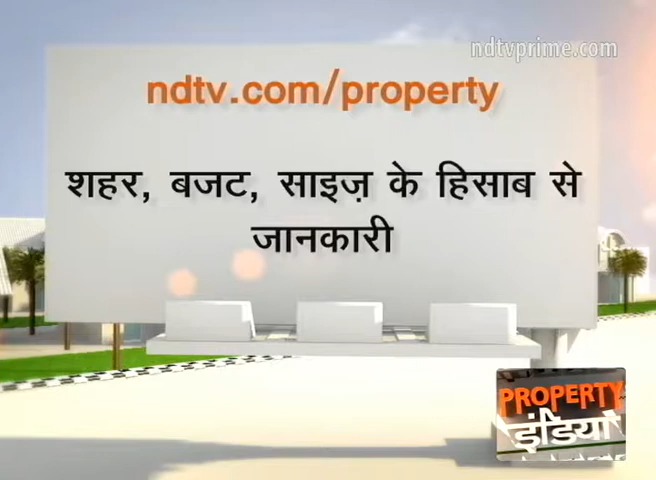 ndtvprime.com
ndtv.com/property
शहर, बजट, साइज़ के हिसाब से
जानकारी
PROPERTY
इंडिया